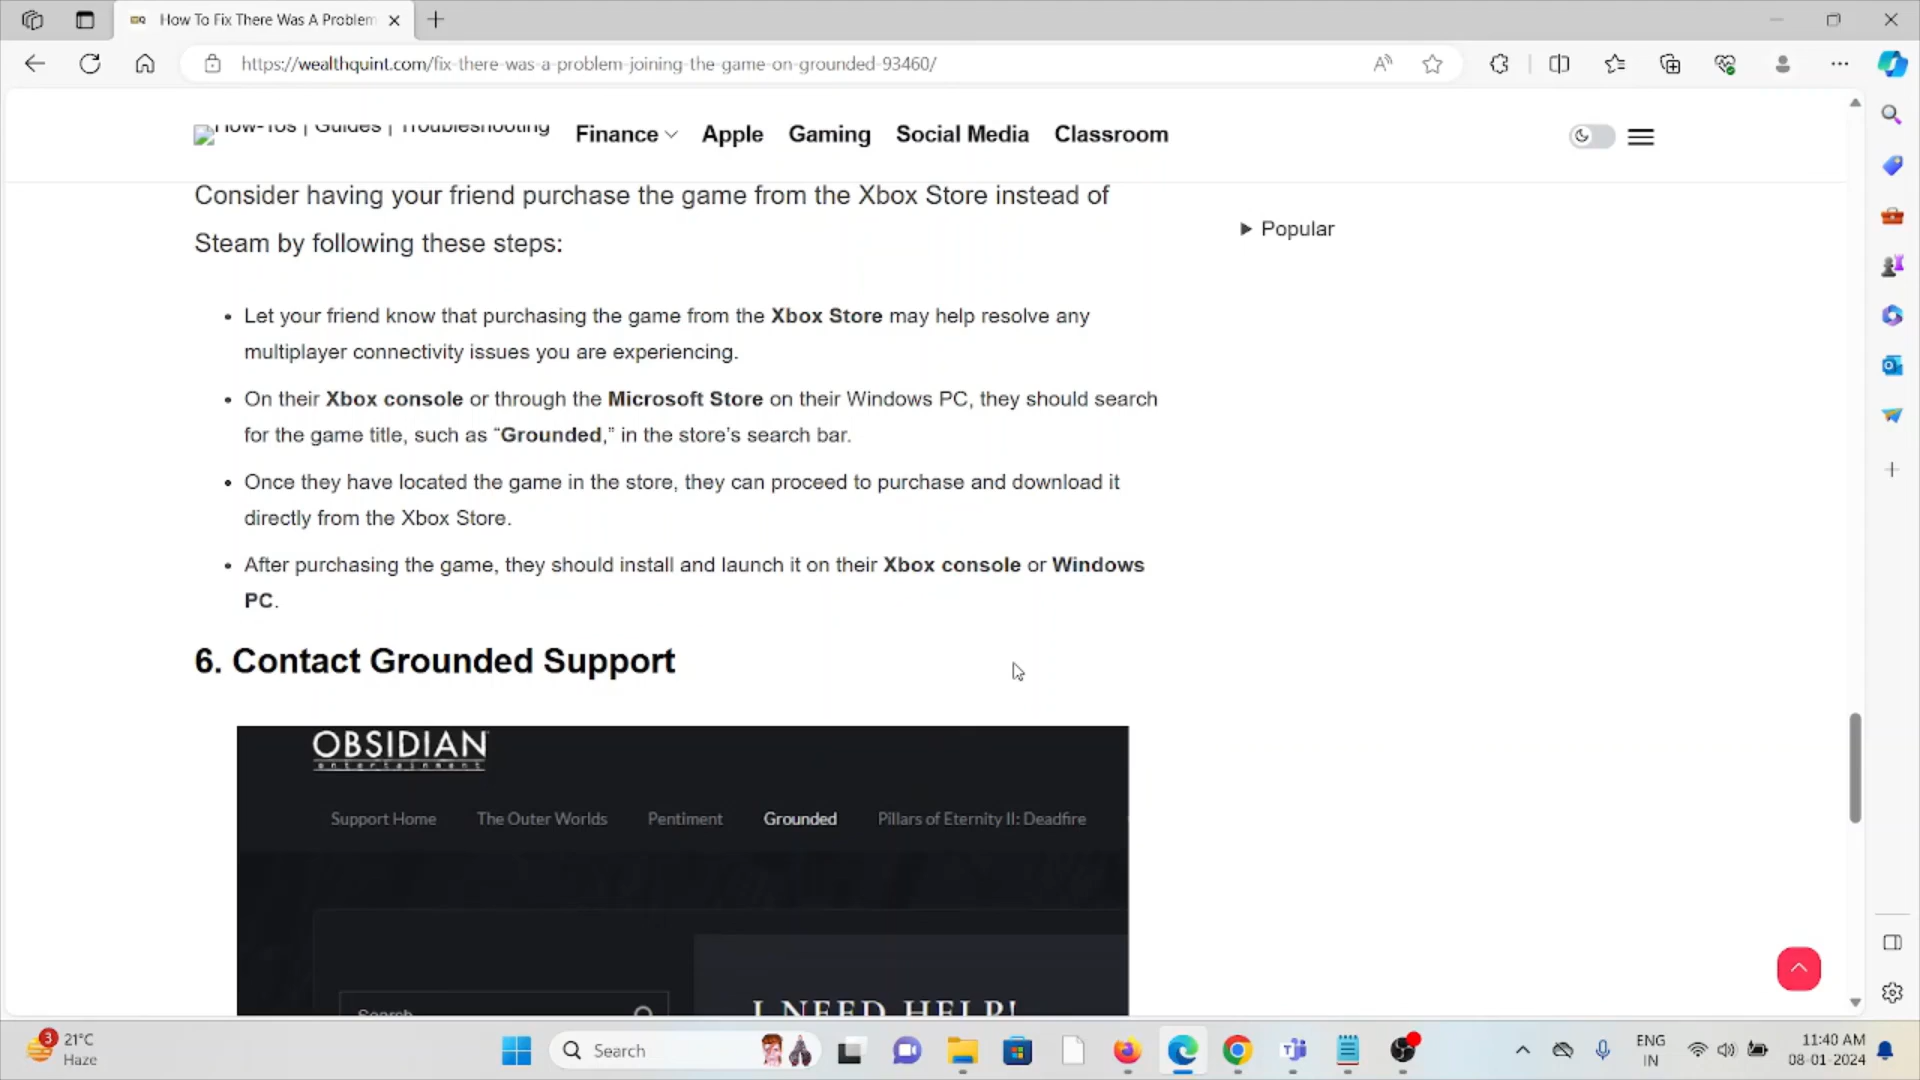 How To Fix There Was A Problem
https://wealthquint.com/fix-there-was-a-problem-joining-the-game-on-grounded-93460/
How-Tos | Guides | Troubleshooting
Finance Apple Gaming Social Media Classroom
Consider having your friend purchase the game from the Xbox Store instead of
Steam by following these steps:
Popular
• Let your friend know that purchasing the game from the Xbox Store may help resolve any
multiplayer connectivity issues you are experiencing.
• On their Xbox console or through the Microsoft Store on their Windows PC, they should search
for the game title, such as “Grounded,” in the store’s search bar.
• Once they have located the game in the store, they can proceed to purchase and download it
directly from the Xbox Store.
• After purchasing the game, they should install and launch it on their Xbox console or Windows
PC.
6. Contact Grounded Support
OBSIDIAN
entertainment
Support Home The Outer Worlds Pentiment Grounded Pillars of Eternity II: Deadfire
Search
I NEED HELP!
3
21°C
Haze
Search
ENG
IN
11:40 AM
08-01-2024